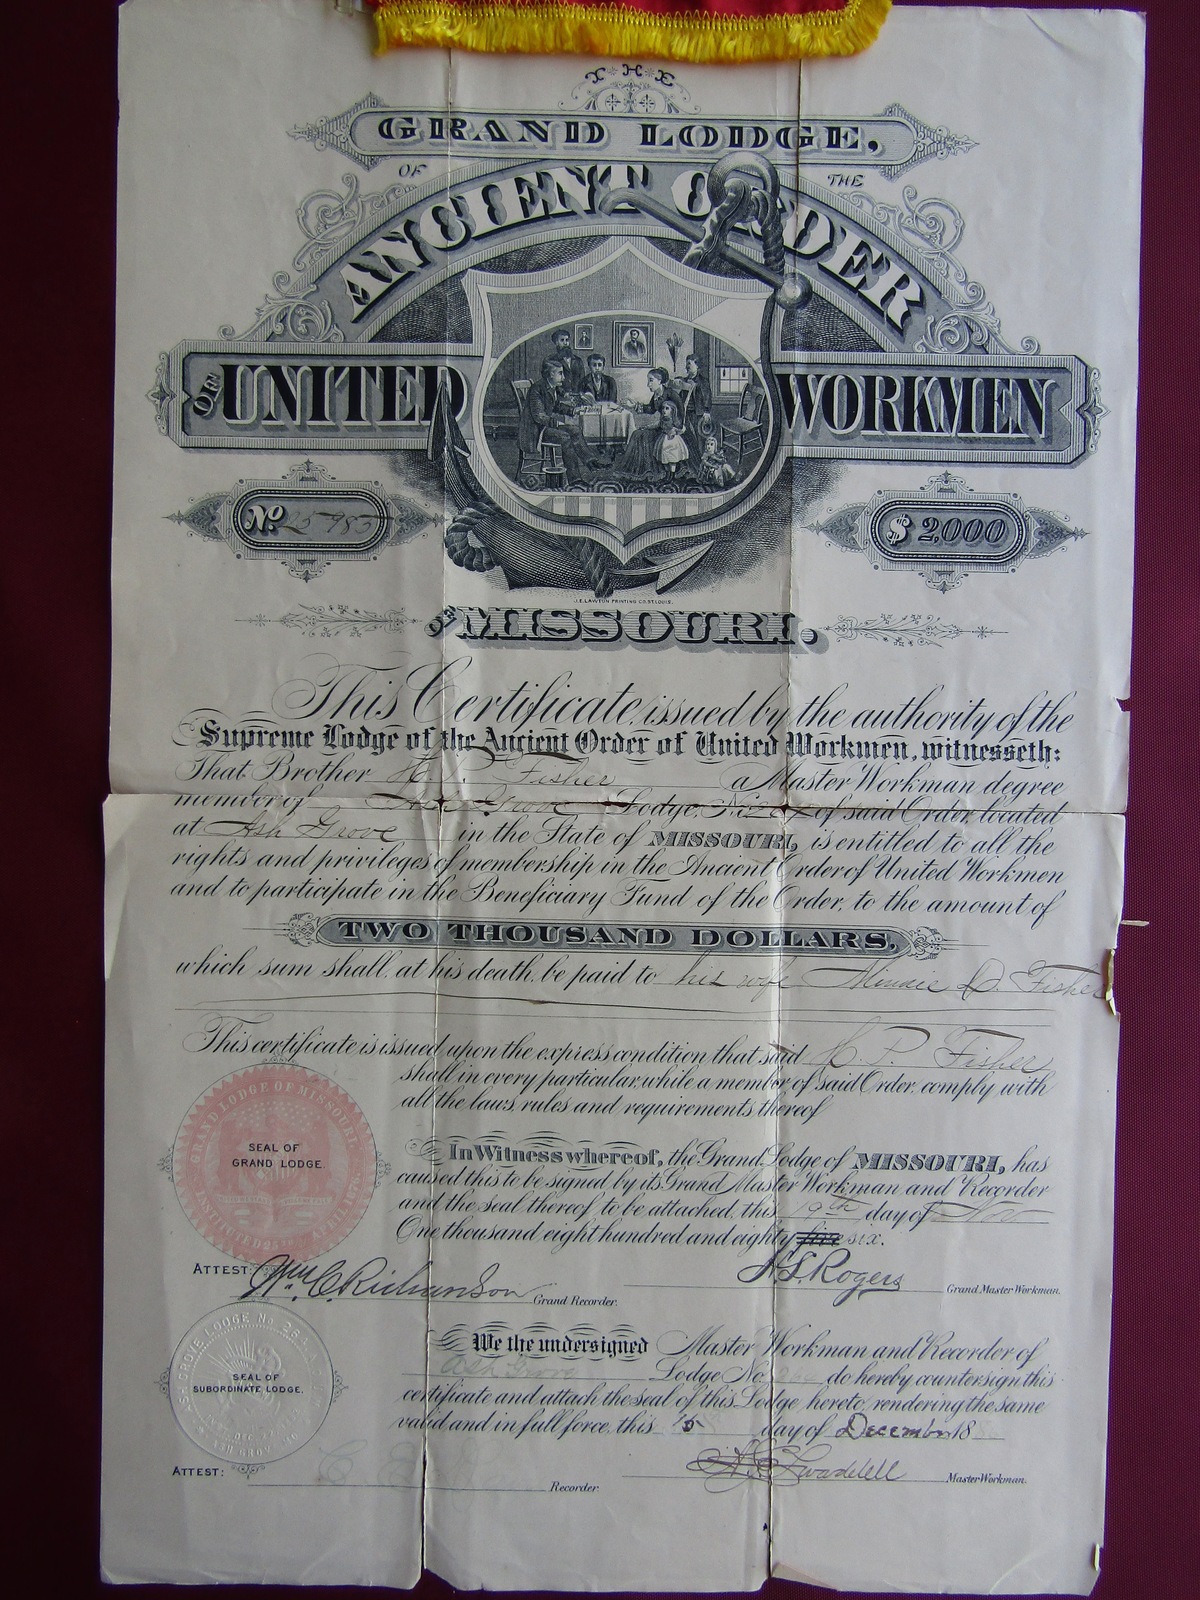 THE
GRAND LODGE,
OF THE
ANCIENT ORDER
OF UNITED WORKMEN
No. 25983
$ 2,000
J.E. LAWTON PRINTING CO. ST. LOUIS.
OF MISSOURI.
This Certificate, issued by the authority of the
Supreme Lodge of the Ancient Order of United Workmen, witnesseth:
That Brother H. P. Fisher a Master Workman degree
member of Ash Grove Lodge No. of said Order, located
at Ash Grove in the State of MISSOURI, is entitled to all the
rights and privileges of membership in the Ancient Order of United Workmen
and to participate in the Beneficiary Fund of the Order, to the amount of
TWO THOUSAND DOLLARS,
which sum shall, at his death, be paid to his wife Minnie D. Fisher
This certificate is issued upon the express condition that said H. P. Fisher
shall in every particular, while a member of said Order, comply with
all the laws, rules and requirements thereof
GRAND LODGE OF MISSOURI
SEAL OF
GRAND LODGE.
INSTITUTED 25TH APRIL 1876
In Witness whereof, the Grand Lodge of MISSOURI, has
caused this to be signed by its Grand Master Workman and Recorder
and the seal thereof to be attached, this 19th day of Nov
One thousand eight hundred and eighty five six.
ATTEST: Wm. C. Richardson Grand Recorder.
H. L. Rogers Grand Master Workman.
We the undersigned Master Workman and Recorder of
Ash Grove Lodge No. do hereby countersign this
certificate and attach the seal of this Lodge hereto, rendering the same
valid and in full force, this 15 day of December 18
SEAL OF
SUBORDINATE LODGE.
ATTEST: Recorder.
Master Workman.